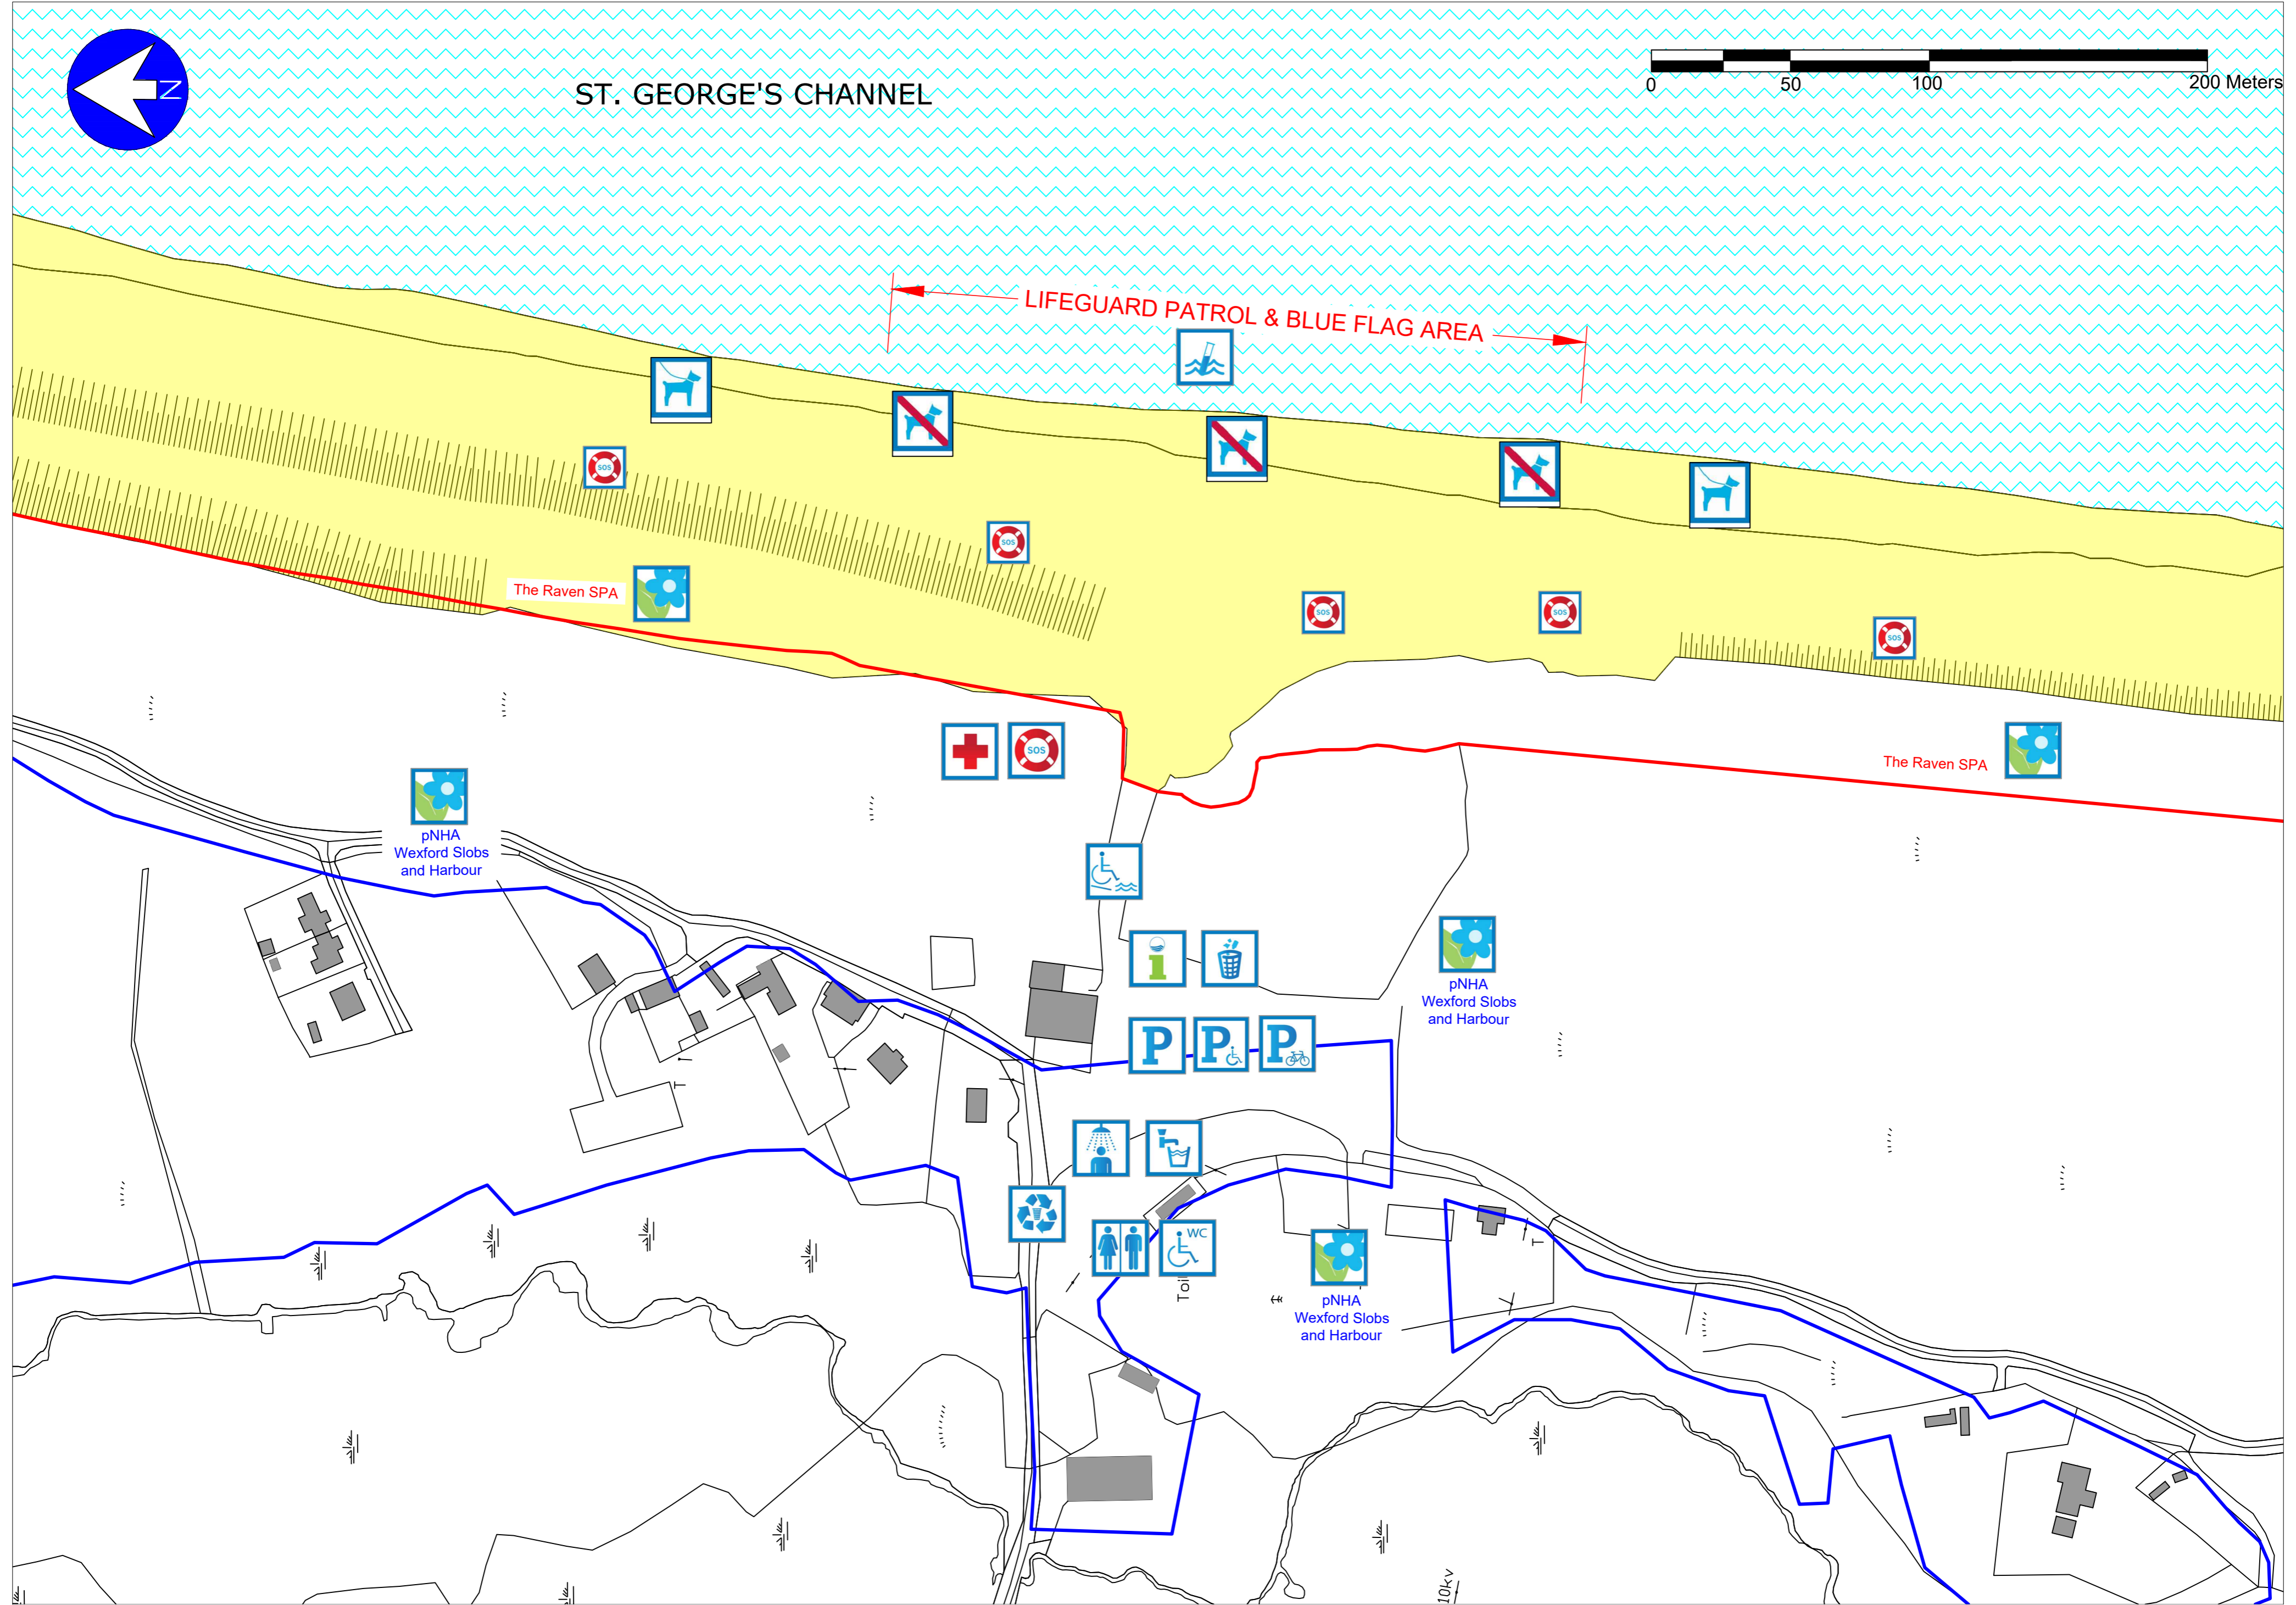 N
ST. GEORGE'S CHANNEL
0 50 100 200 Meters
LIFEGUARD PATROL & BLUE FLAG AREA
SOS
SOS
The Raven SPA
SOS
SOS
SOS
SOS
The Raven SPA
pNHA
Wexford Slobs
and Harbour
i
pNHA
Wexford Slobs
and Harbour
P
P
P
T
WC
T
Toil
pNHA
Wexford Slobs
and Harbour
10kv